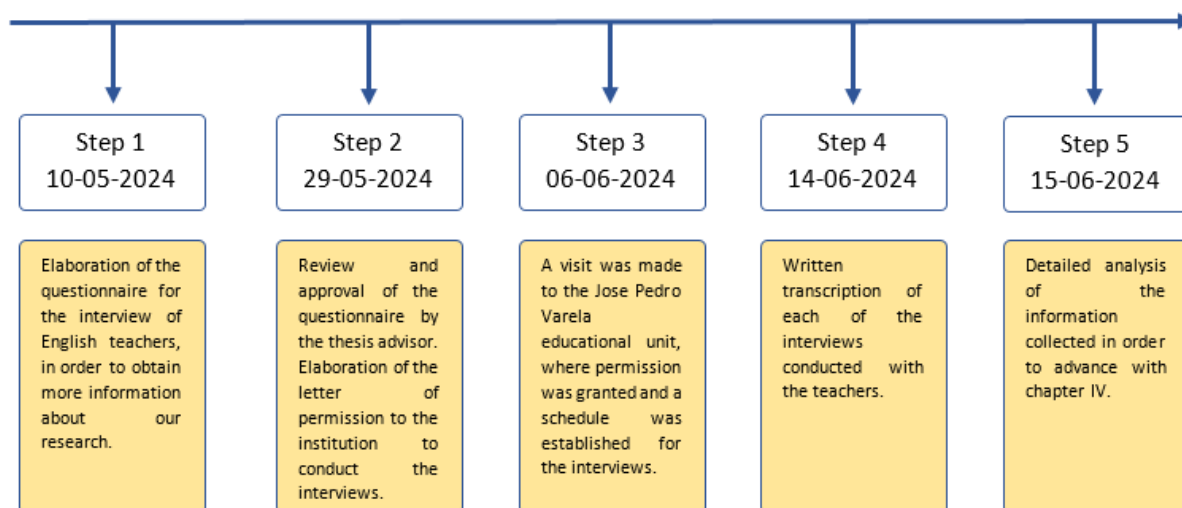 Step 1
10-05-2024
Elaboration of the
questionnaire for
the interview of
English teachers,
in order to obtain
more information
about our
research.
Step 2
29-05-2024
Review and
approval of the
questionnaire by
the thesis advisor.
Elaboration of the
letter of
permission to the
institution to
conduct the
interviews.
Step 3
06-06-2024
A visit was made
to the Jose Pedro
Varela
educational unit,
where permission
was granted and a
schedule was
established for
the interviews.
Step 4
14-06-2024
Written
transcription of
each of the
interviews
conducted with
the teachers.
Step 5
15-06-2024
Detailed analysis
of the
information
collected in order
to advance with
chapter IV.